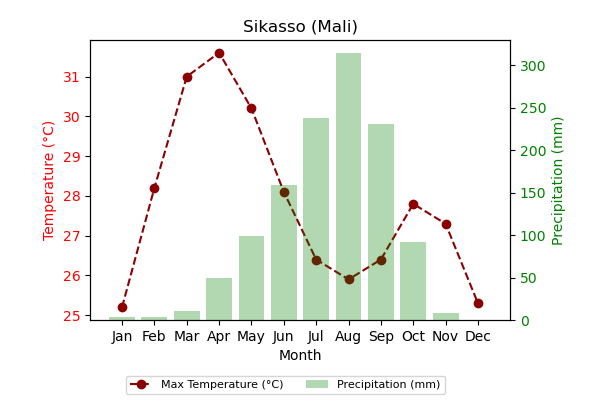 Sikasso (Mali)
Temperature (°C)
31
30
29
28
27
26
25
300
250
200
150
100
50
0
Precipitation (mm)
Jan Feb Mar Apr May Jun Jul Aug Sep Oct Nov Dec
Month
Max Temperature (°C) Precipitation (mm)